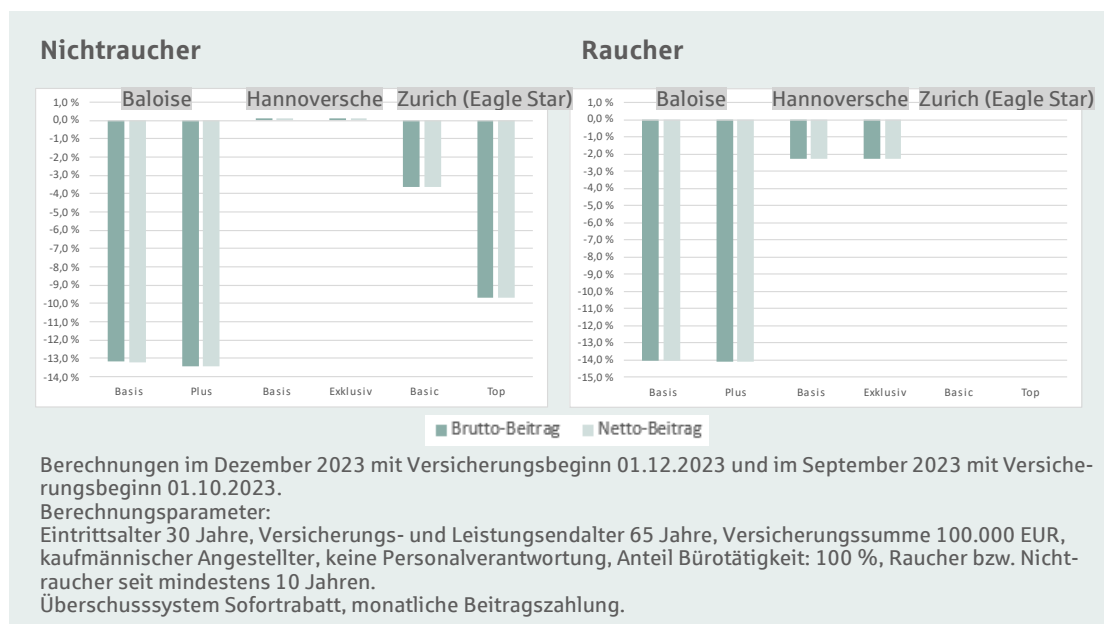 Nichtraucher
Raucher
Baloise Hannoversche Zurich (Eagle Star)
1,0 %
0,0 %
-1,0 %
-2,0 %
-3,0 %
-4,0 %
-5,0 %
-6,0 %
-7,0 %
-8,0 %
-9,0 %
-10,0 %
-11,0 %
-12,0 %
-13,0 %
-14,0 %
Basis Plus Basis Exklusiv Basic Top
Baloise Hannoversche Zurich (Eagle Star)
1,0 %
0,0 %
-1,0 %
-2,0 %
-3,0 %
-4,0 %
-5,0 %
-6,0 %
-7,0 %
-8,0 %
-9,0 %
-10,0 %
-11,0 %
-12,0 %
-13,0 %
-14,0 %
-15,0 %
Basis Plus Basis Exklusiv Basic Top
Brutto-Beitrag Netto-Beitrag
Berechnungen im Dezember 2023 mit Versicherungsbeginn 01.12.2023 und im September 2023 mit Versiche-
rungsbeginn 01.10.2023.
Berechnungsparameter:
Eintrittsalter 30 Jahre, Versicherungs- und Leistungsendalter 65 Jahre, Versicherungssumme 100.000 EUR,
kaufmännischer Angestellter, keine Personalverantwortung, Anteil Bürotätigkeit: 100 %, Raucher bzw. Nicht-
raucher seit mindestens 10 Jahren.
Überschusssystem Sofortrabatt, monatliche Beitragszahlung.